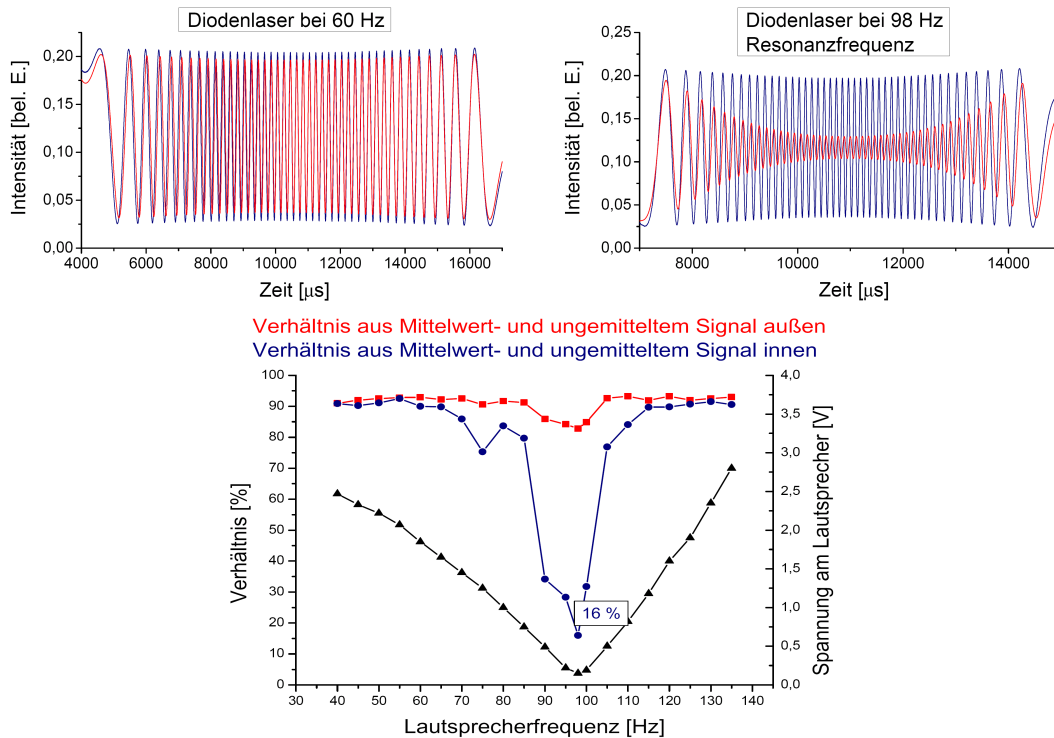 Diodenlaser bei 60 Hz
Intensität [bel. E.]
0,20
0,15
0,10
0,05
0,00
4000 6000 8000 10000 12000 14000 16000
Zeit [μs]
Diodenlaser bei 98 Hz
Resonanzfrequenz
Intensität [bel. E.]
0,25
0,20
0,15
0,10
0,05
0,00
8000 10000 12000 14000
Zeit [μs]
Verhältnis aus Mittelwert- und ungemitteltem Signal außen
Verhältnis aus Mittelwert- und ungemitteltem Signal innen
Verhältnis [%]
100
90
80
70
60
50
40
30
20
10
0
16 %
30 40 50 60 70 80 90 100 110 120 130 140
Lautsprecherfrequenz [Hz]
4,0
3,5
3,0
2,5
2,0
1,5
1,0
0,5
0,0
Spannung am Lautsprecher [V]